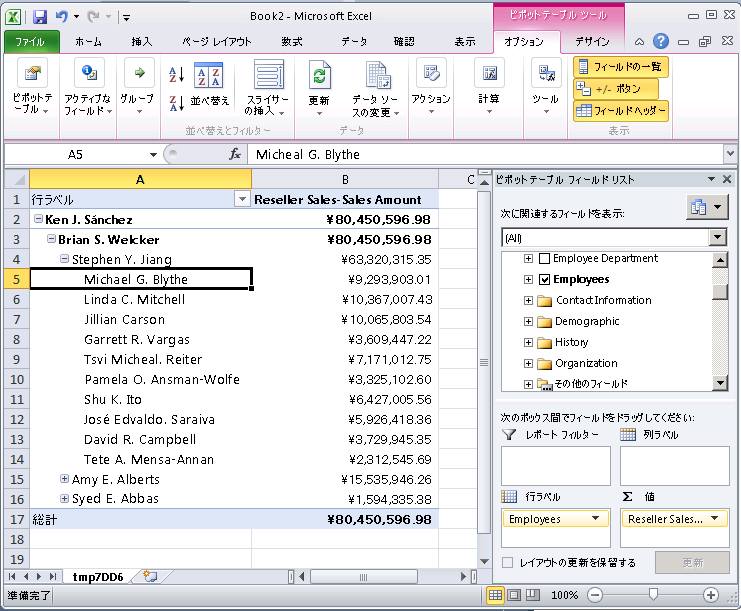 Book2 - Microsoft Excel
ピボットテーブル ツール
ファイル ホーム 挿入 ページ レイアウト 数式 データ 確認 表示 オプション デザイン
ピボットテーブル
アクティブなフィールド
グループ
並べ替え
スライサーの挿入
並べ替えとフィルター
更新
データ ソースの変更
データ
アクション
計算
ツール
フィールドの一覧
+/- ボタン
フィールド ヘッダー
表示
A5 fx Micheal G. Blythe
A B C
1 行ラベル Reseller Sales-Sales Amount
2 Ken J. Sánchez ¥80,450,596.98
3 Brian S. Welcker ¥80,450,596.98
4 Stephen Y. Jiang ¥63,320,315.35
5 Michael G. Blythe ¥9,293,903.01
6 Linda C. Mitchell ¥10,367,007.43
7 Jillian Carson ¥10,065,803.54
8 Garrett R. Vargas ¥3,609,447.22
9 Tsvi Micheal. Reiter ¥7,171,012.75
10 Pamela O. Ansman-Wolfe ¥3,325,102.60
11 Shu K. Ito ¥6,427,005.56
12 José Edvaldo. Saraiva ¥5,926,418.36
13 David R. Campbell ¥3,729,945.35
14 Tete A. Mensa-Annan ¥2,312,545.69
15 Amy E. Alberts ¥15,535,946.26
16 Syed E. Abbas ¥1,594,335.38
17 総計 ¥80,450,596.98
18
19
tmp7DD6
準備完了
100%
ピボットテーブル フィールド リスト
次に関連するフィールドを表示:
(All)
Employee Department
Employees
Contact Information
Demographic
History
Organization
その他のフィールド
次のボックス間でフィールドをドラッグしてください:
レポート フィルター
列ラベル
行ラベル
Σ 値
Employees
Reseller Sales...
レイアウトの更新を保留する
更新